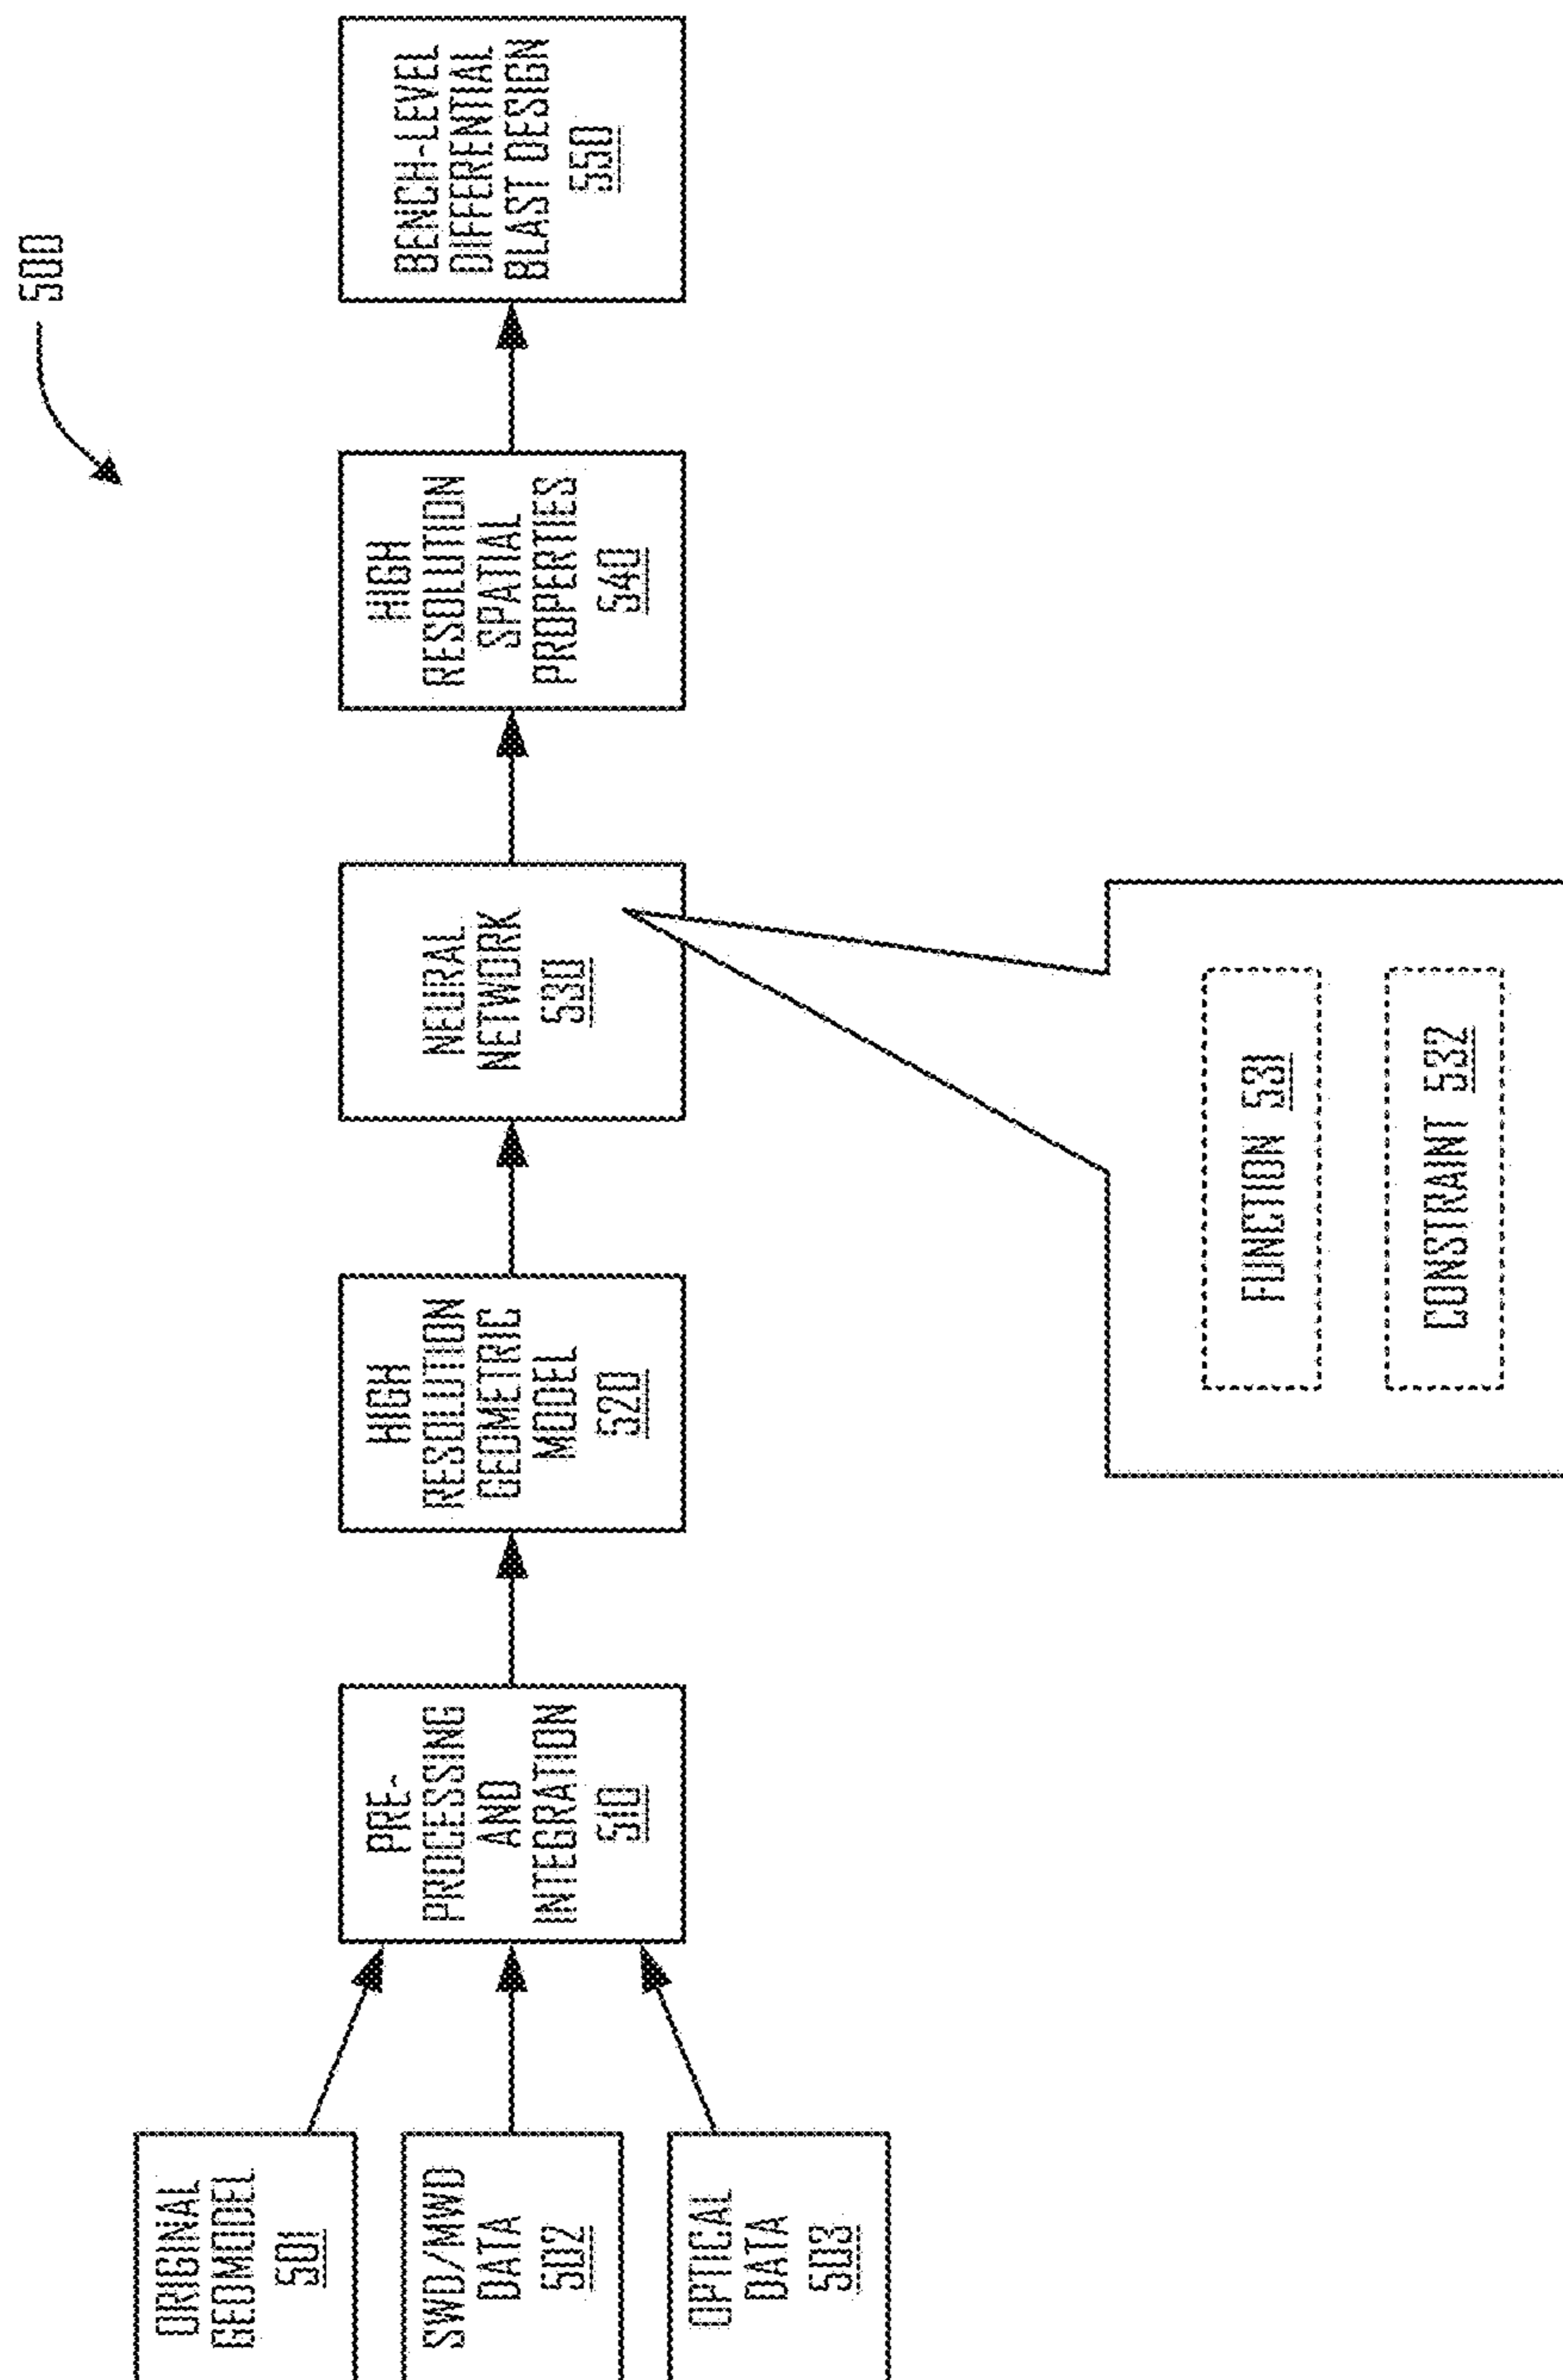 500
ORIGINAL
GEOMODEL
501
SWD/MWD
DATA
502
OPTICAL
DATA
503
PRE-
PROCESSING
AND
INTEGRATION
510
HIGH
RESOLUTION
GEOMETRIC
MODEL
520
NEURAL
NETWORK
530
HIGH
RESOLUTION
SPATIAL
PROPERTIES
540
BENCH-LEVEL
DIFFERENTIAL
BLAST DESIGN
550
FUNCTION 531
CONSTRAINT 532